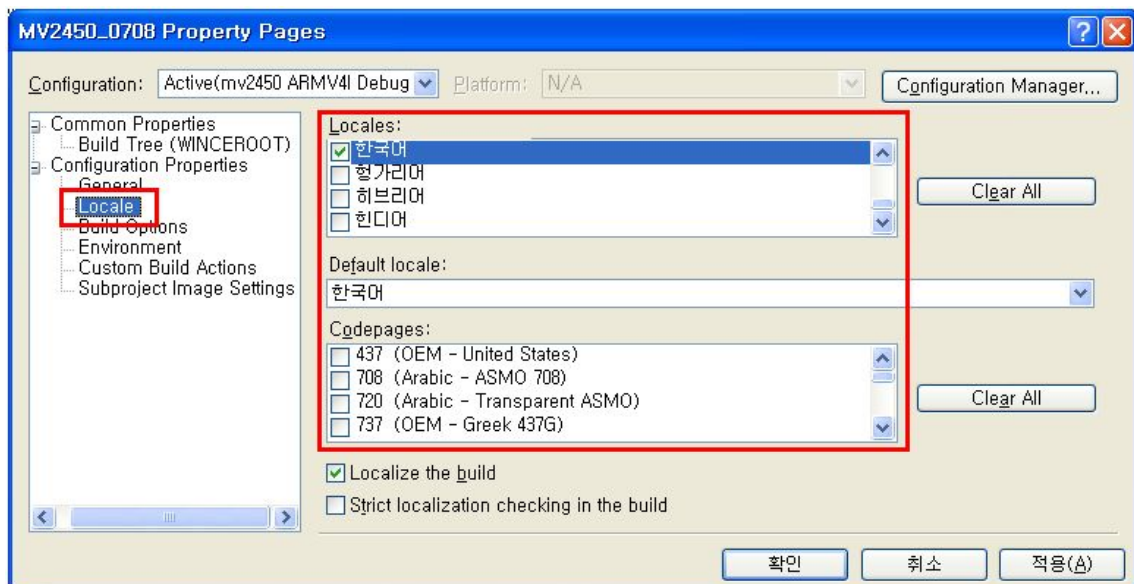 MV2450_0708 Property Pages
Configuration: Active(mv2450 ARMV4I Debug Platform: N/A Configuration Manager...
Common Properties
Build Tree (WINCEROOT)
Configuration Properties
General
Locale
Build Options
Environment
Custom Build Actions
Subproject Image Settings
Locales:
한국어
헝가리어
히브리어
힌디어
Clear All
Default locale:
한국어
Codepages:
437 (OEM - United States)
708 (Arabic - ASMO 708)
720 (Arabic - Transparent ASMO)
737 (OEM - Greek 437G)
Clear All
Localize the build
Strict localization checking in the build
확인 취소 적용(A)